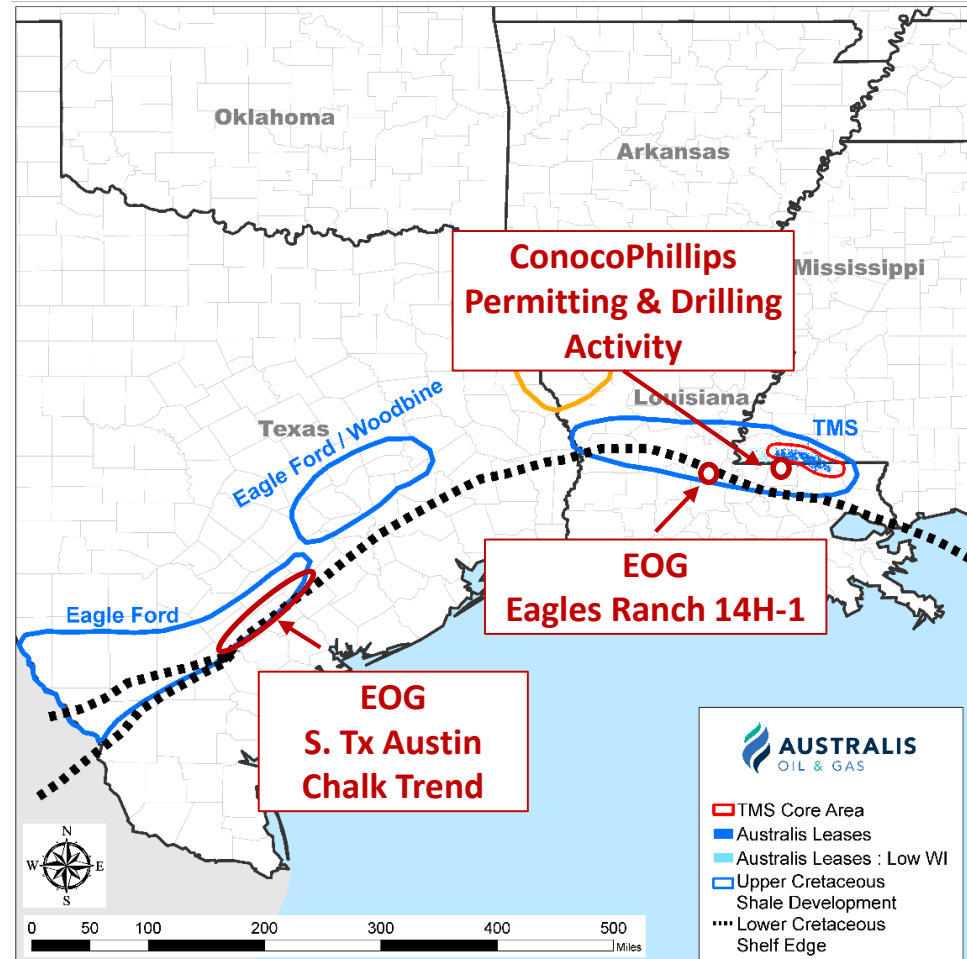 Oklahoma
Arkansas
ConocoPhillips
Permitting & Drilling
Activity
Mississippi
Louisiana
TMS
Texas
Eagle Ford / Woodbine
EOG
Eagles Ranch 14H-1
Eagle Ford
EOG
S. Tx Austin
Chalk Trend
AUSTRALIS
OIL & GAS
TMS Core Area
Australis Leases
Australis Leases : Low WI
Upper Cretaceous
Shale Development
Lower Cretaceous
Shelf Edge
N
W E
S
0 50 100 200 300 400 500
Miles